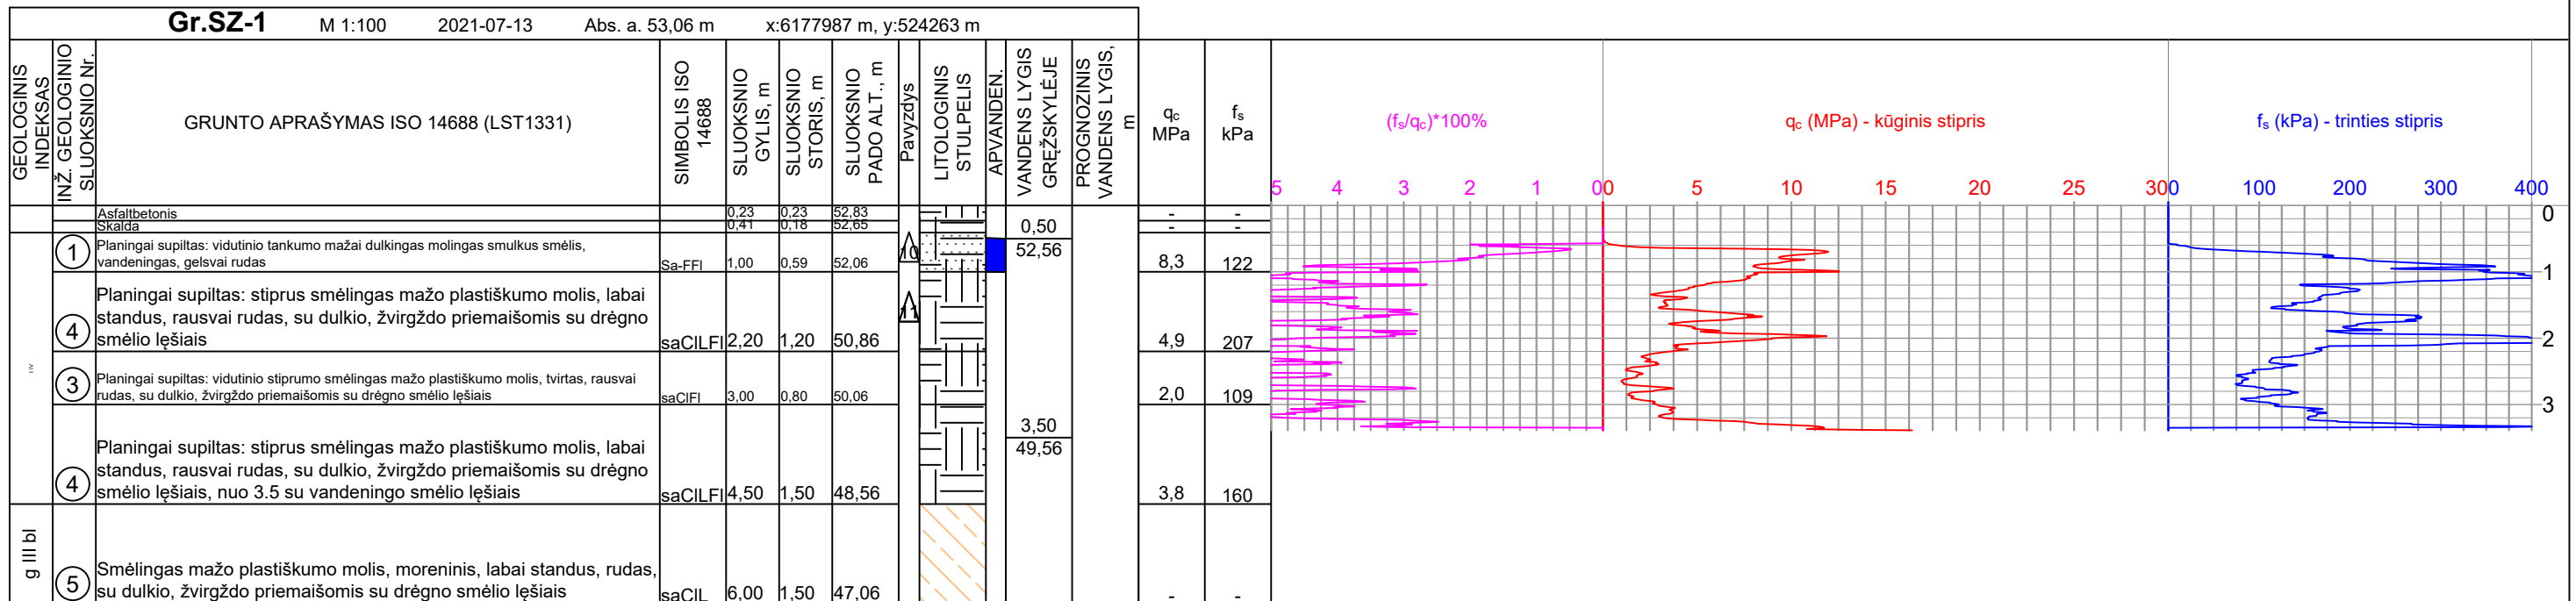 Gr.SZ-1 M 1:100 2021-07-13 Abs. a. 53,06 m x:6177987 m, y:524263 m
GEOLOGINIS
INDEKSAS
INŽ. GEOLOGINIO
SLUOKSNIO Nr.
GRUNTO APRAŠYMAS ISO 14688 (LST1331)
SIMBOLIS ISO
14688
SLUOKSNIO
GYLIS, m
SLUOKSNIO
STORIS, m
SLUOKSNIO
PADO ALT., m
Pavyzdys
LITOLOGINIS
STULPELIS
APVANDEN.
VANDENS LYGIS
GRĘŽSKYLĖJE
PROGNOZINIS
VANDENS LYGIS,
m
qc
MPa
fs
kPa
(fs/qc)*100%
qc (MPa) - kūginis stipris
fs (kPa) - trinties stipris
5 4 3 2 1 0 0 5 10 15 20 25 30 0 100 200 300 400
Asfaltbetonis 0,23 0,23 52,83 - - 0
Skalda 0,41 0,18 52,65 0,50 - -
1 Planingai supiltas: vidutinio tankumo mažai dulkingas molingas smulkus smėlis,
vandeningas, gelsvai rudas Sa-FFl 1,00 0,59 52,06 10 52,56 8,3 122
1
4 Planingai supiltas: stiprus smėlingas mažo plastiškumo molis, labai
standus, rausvai rudas, su dulkio, žvirgždo priemaišomis su drėgno
smėlio lęšiais saClLFl 2,20 1,20 50,86 11 4,9 207
2
3 Planingai supiltas: vidutinio stiprumo smėlingas mažo plastiškumo molis, tvirtas, rausvai
rudas, su dulkio, žvirgždo priemaišomis su drėgno smėlio lęšiais saClFl 3,00 0,80 50,06 2,0 109
3
3,50
49,56
4 Planingai supiltas: stiprus smėlingas mažo plastiškumo molis, labai
standus, rausvai rudas, su dulkio, žvirgždo priemaišomis su drėgno
smėlio lęšiais, nuo 3.5 su vandeningo smėlio lęšiais saClLFl 4,50 1,50 48,56 3,8 160
g III bl
5 Smėlingas mažo plastiškumo molis, moreninis, labai standus, rudas,
su dulkio, žvirgždo priemaišomis su drėgno smėlio lęšiais saClL 6,00 1,50 47,06 - -